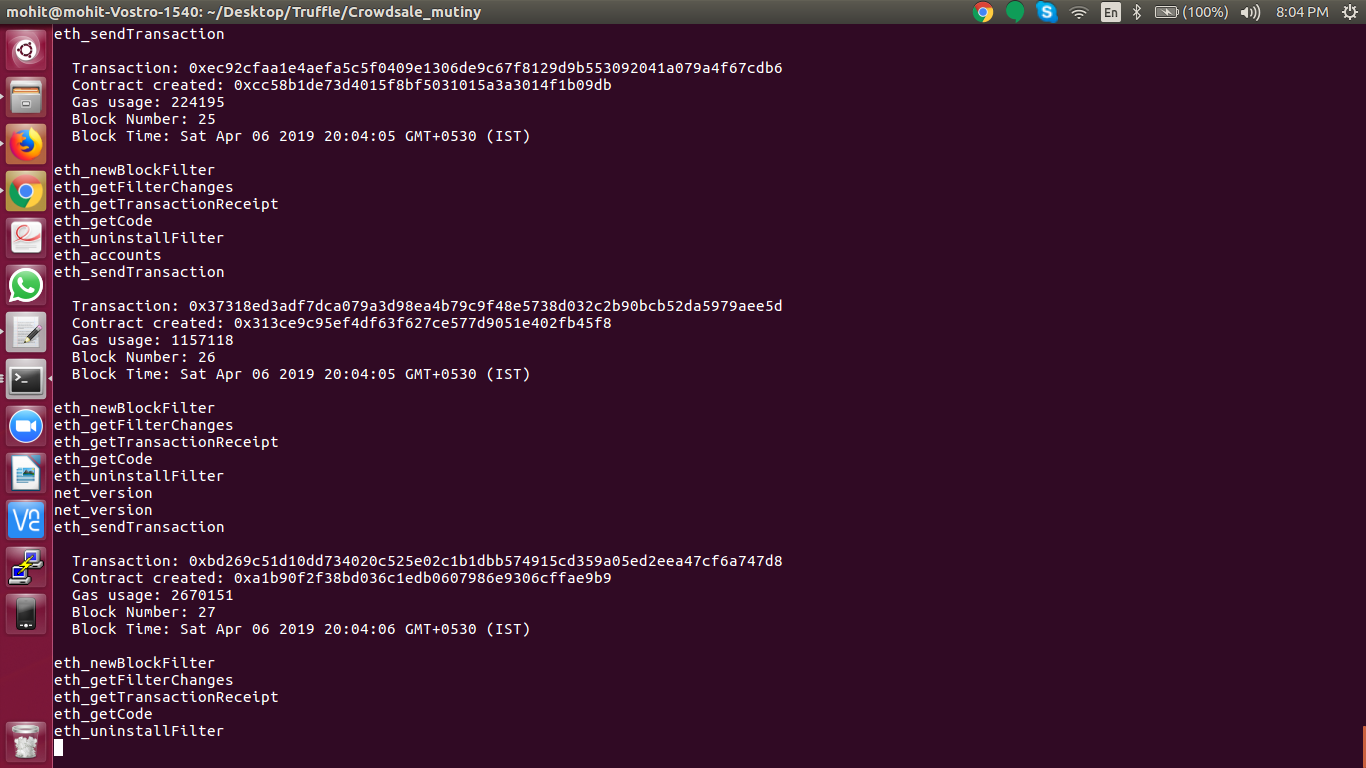 mohit@mohit-Vostro-1540: ~/Desktop/Truffle/Crowdsale_mutiny En (100%) 8:04 PM
eth_sendTransaction
Transaction: 0xec92cfaa1e4aefa5c5f0409e1306de9c67f8129d9b553092041a079a4f67cdb6
Contract created: 0xcc58b1de73d4015f8bf5031015a3a3014f1b09db
Gas usage: 224195
Block Number: 25
Block Time: Sat Apr 06 2019 20:04:05 GMT+0530 (IST)
eth_newBlockFilter
eth_getFilterChanges
eth_getTransactionReceipt
eth_getCode
eth_uninstallFilter
eth_accounts
eth_sendTransaction
Transaction: 0x37318ed3adf7dca079a3d98ea4b79c9f48e5738d032c2b90bcb52da5979aee5d
Contract created: 0x313ce9c95ef4df63f627ce577d9051e402fb45f8
Gas usage: 1157118
Block Number: 26
Block Time: Sat Apr 06 2019 20:04:05 GMT+0530 (IST)
eth_newBlockFilter
eth_getFilterChanges
eth_getTransactionReceipt
eth_getCode
eth_uninstallFilter
net_version
net_version
eth_sendTransaction
Transaction: 0xbd269c51d10dd734020c525e02c1b1dbb574915cd359a05ed2eea47cf6a747d8
Contract created: 0xa1b90f2f38bd036c1edb0607986e9306cffae9b9
Gas usage: 2670151
Block Number: 27
Block Time: Sat Apr 06 2019 20:04:06 GMT+0530 (IST)
eth_newBlockFilter
eth_getFilterChanges
eth_getTransactionReceipt
eth_getCode
eth_uninstallFilter